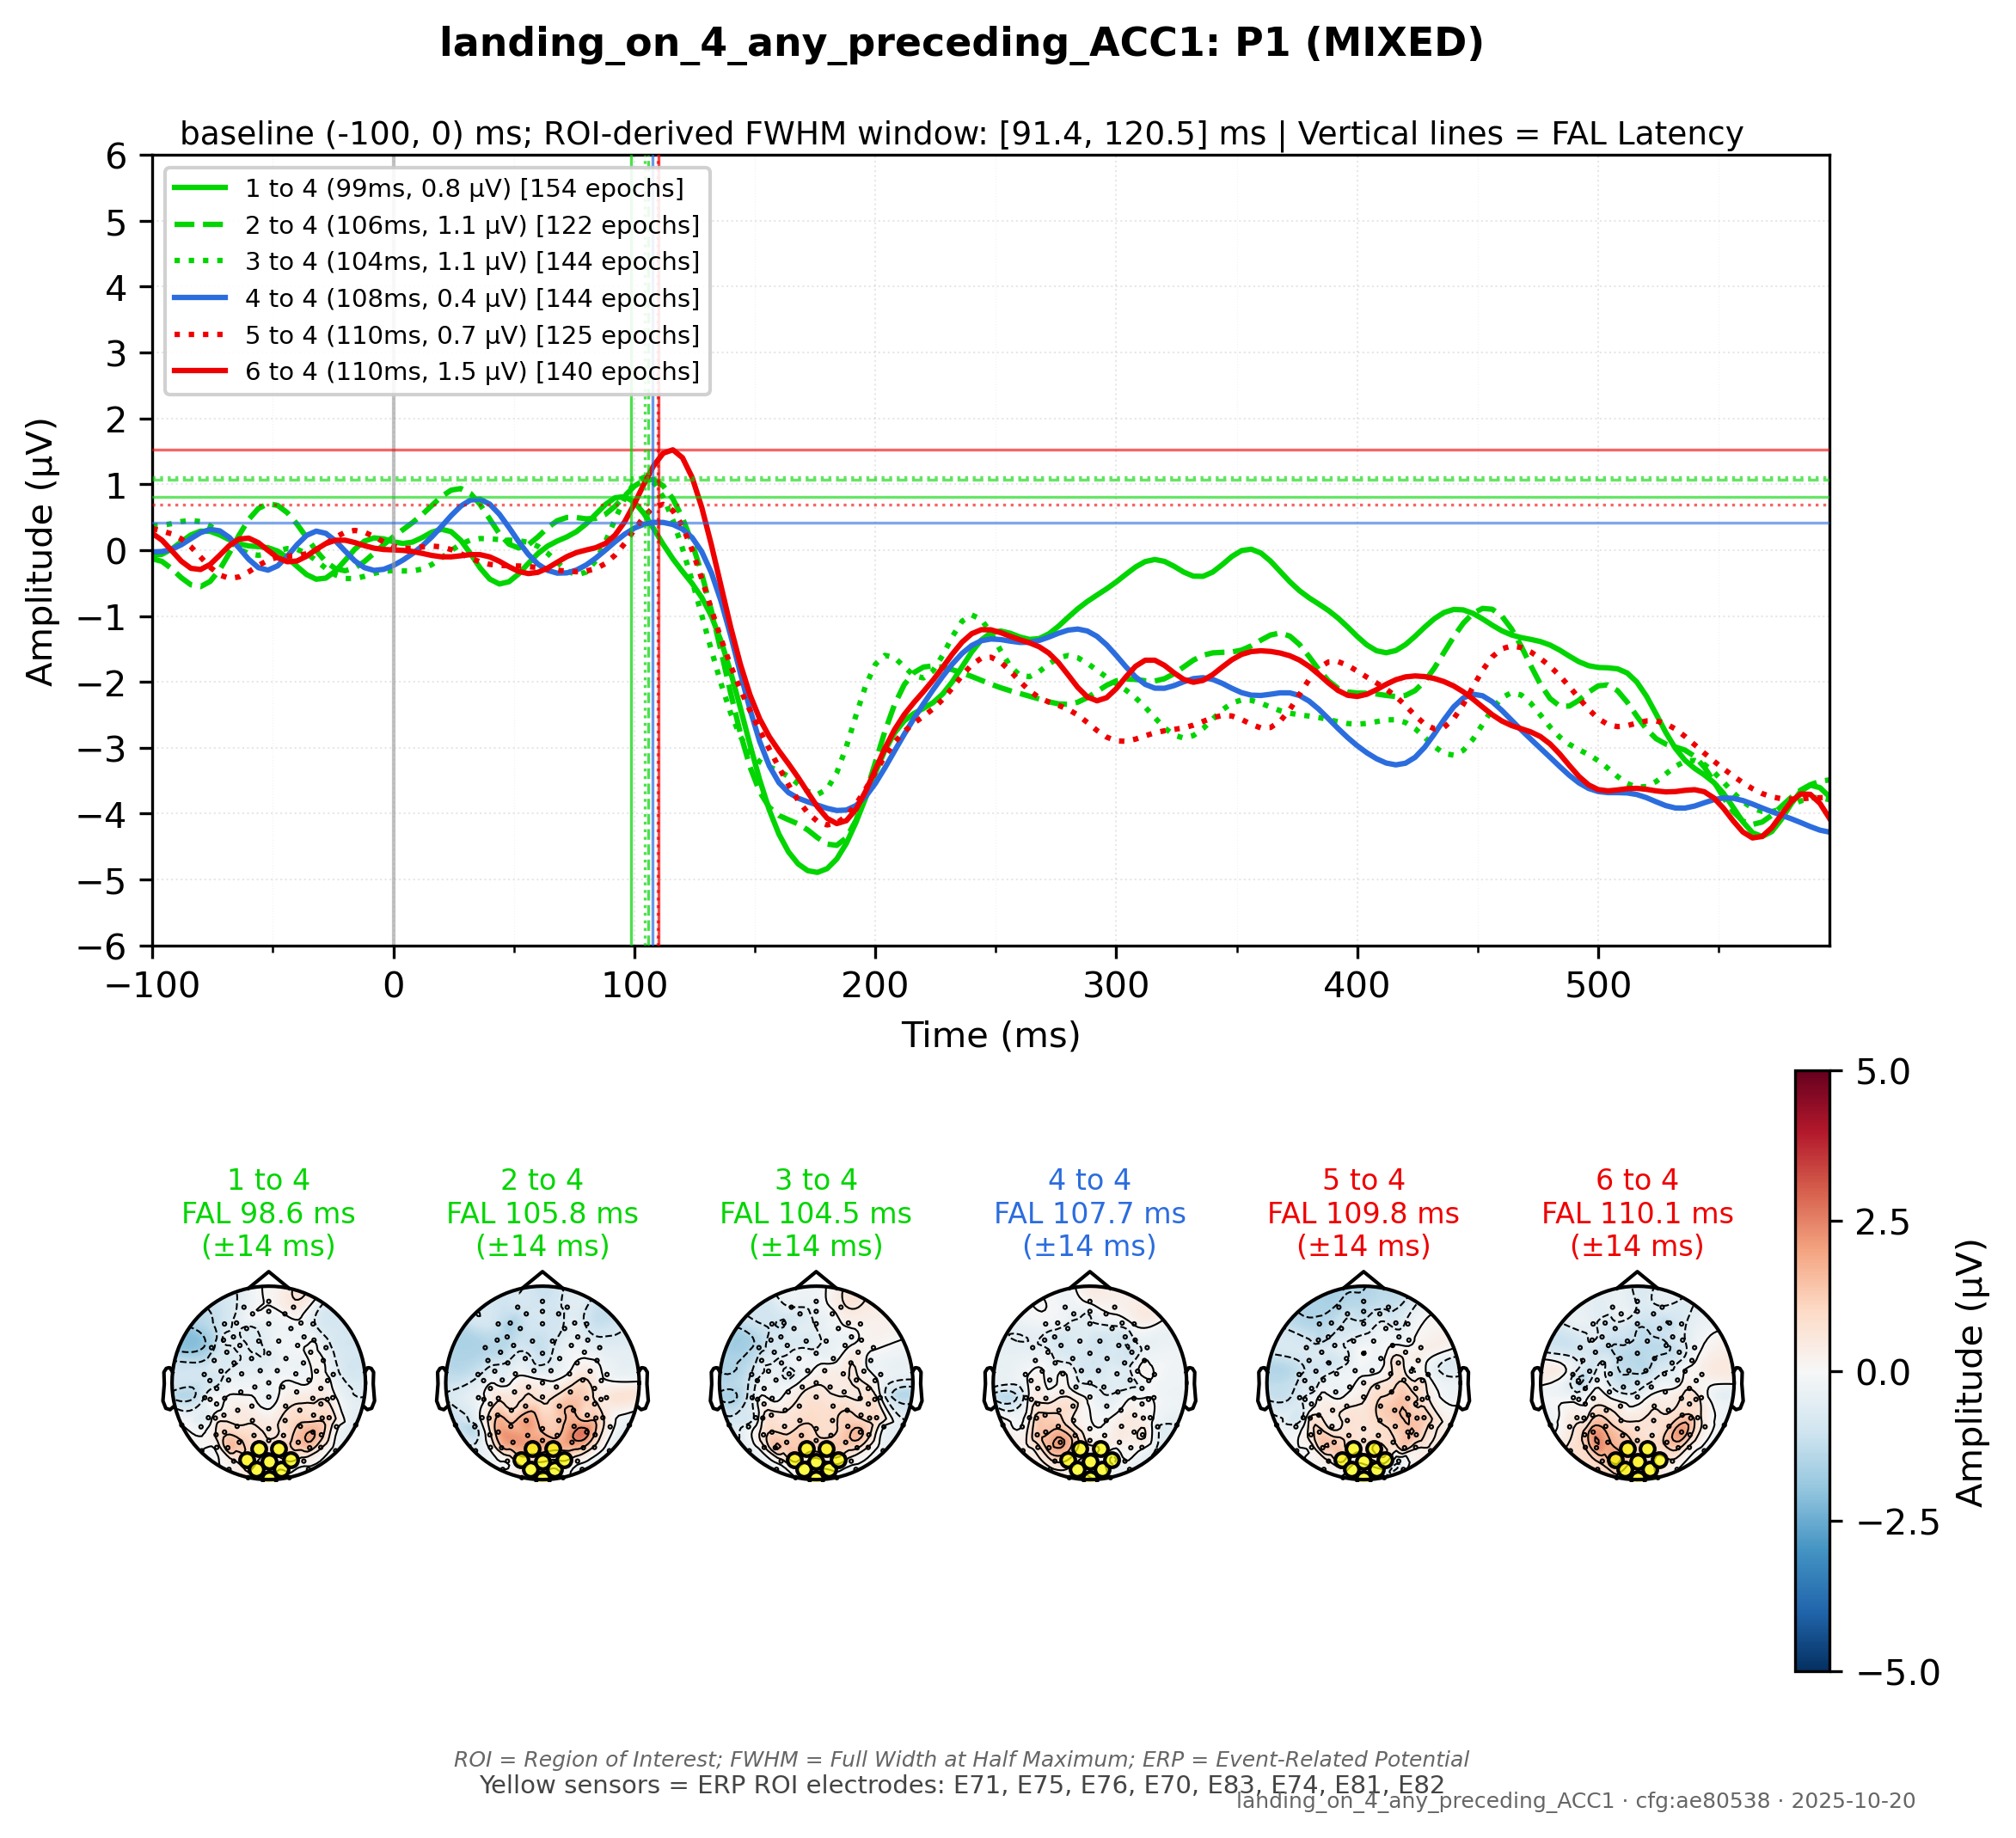 landing_on_4_any_preceding_ACC1: P1 (MIXED)
baseline (-100, 0) ms; ROI-derived FWHM window: [91.4, 120.5] ms | Vertical lines = FAL Latency
1 to 4 (99ms, 0.8 µV) [154 epochs]
2 to 4 (106ms, 1.1 µV) [122 epochs]
3 to 4 (104ms, 1.1 µV) [144 epochs]
4 to 4 (108ms, 0.4 µV) [144 epochs]
5 to 4 (110ms, 0.7 µV) [125 epochs]
6 to 4 (110ms, 1.5 µV) [140 epochs]
Amplitude (µV)
6
5
4
3
2
1
0
−1
−2
−3
−4
−5
−6
−100 0 100 200 300 400 500
Time (ms)
1 to 4
FAL 98.6 ms
(±14 ms)
2 to 4
FAL 105.8 ms
(±14 ms)
3 to 4
FAL 104.5 ms
(±14 ms)
4 to 4
FAL 107.7 ms
(±14 ms)
5 to 4
FAL 109.8 ms
(±14 ms)
6 to 4
FAL 110.1 ms
(±14 ms)
5.0
2.5
0.0
−2.5
−5.0
Amplitude (µV)
ROI = Region of Interest; FWHM = Full Width at Half Maximum; ERP = Event-Related Potential
Yellow sensors = ERP ROI electrodes: E71, E75, E76, E70, E83, E74, E81, E82
landing_on_4_any_preceding_ACC1 · cfg:ae80538 · 2025-10-20